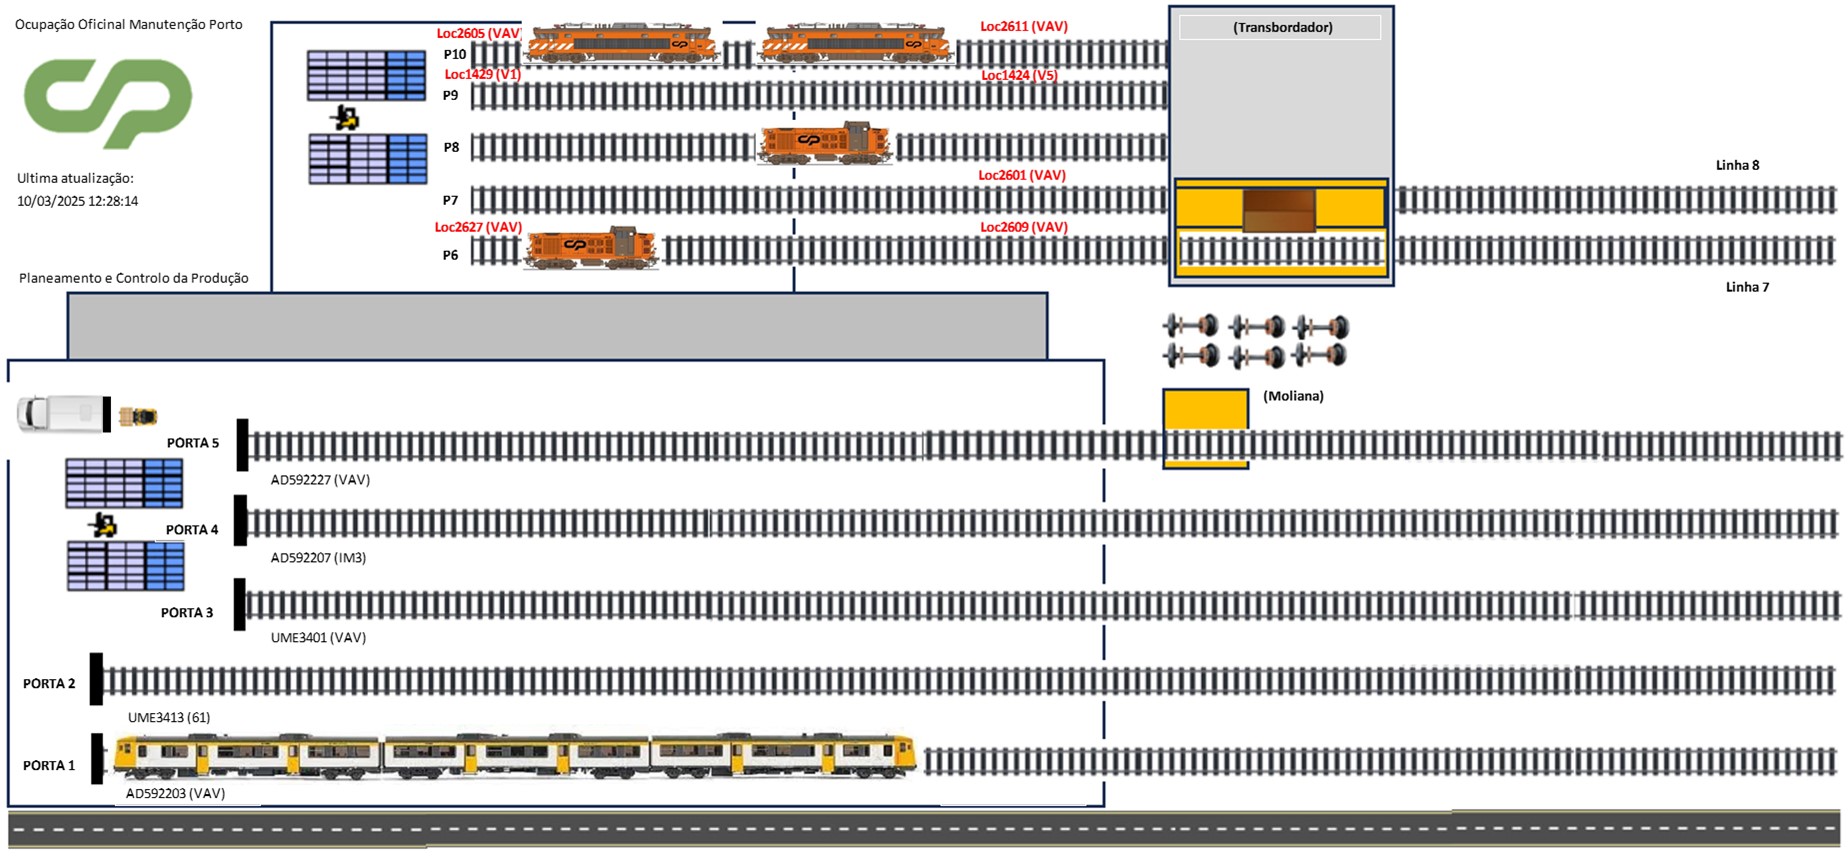 Ocupação Oficinal Manutenção Porto
CP
Ultima atualização:
10/03/2025 12:28:14
Planeamento e Controlo da Produção
Loc2605 (VAV)
Loc2611 (VAV)
P10
Loc1429 (V1)
Loc1424 (V5)
P9
P8
Loc2601 (VAV)
P7
Loc2627 (VAV)
Loc2609 (VAV)
P6
(Transbordador)
Linha 8
Linha 7
(Moliana)
PORTA 5
AD592227 (VAV)
PORTA 4
AD592207 (IM3)
PORTA 3
UME3401 (VAV)
PORTA 2
UME3413 (61)
PORTA 1
AD592203 (VAV)